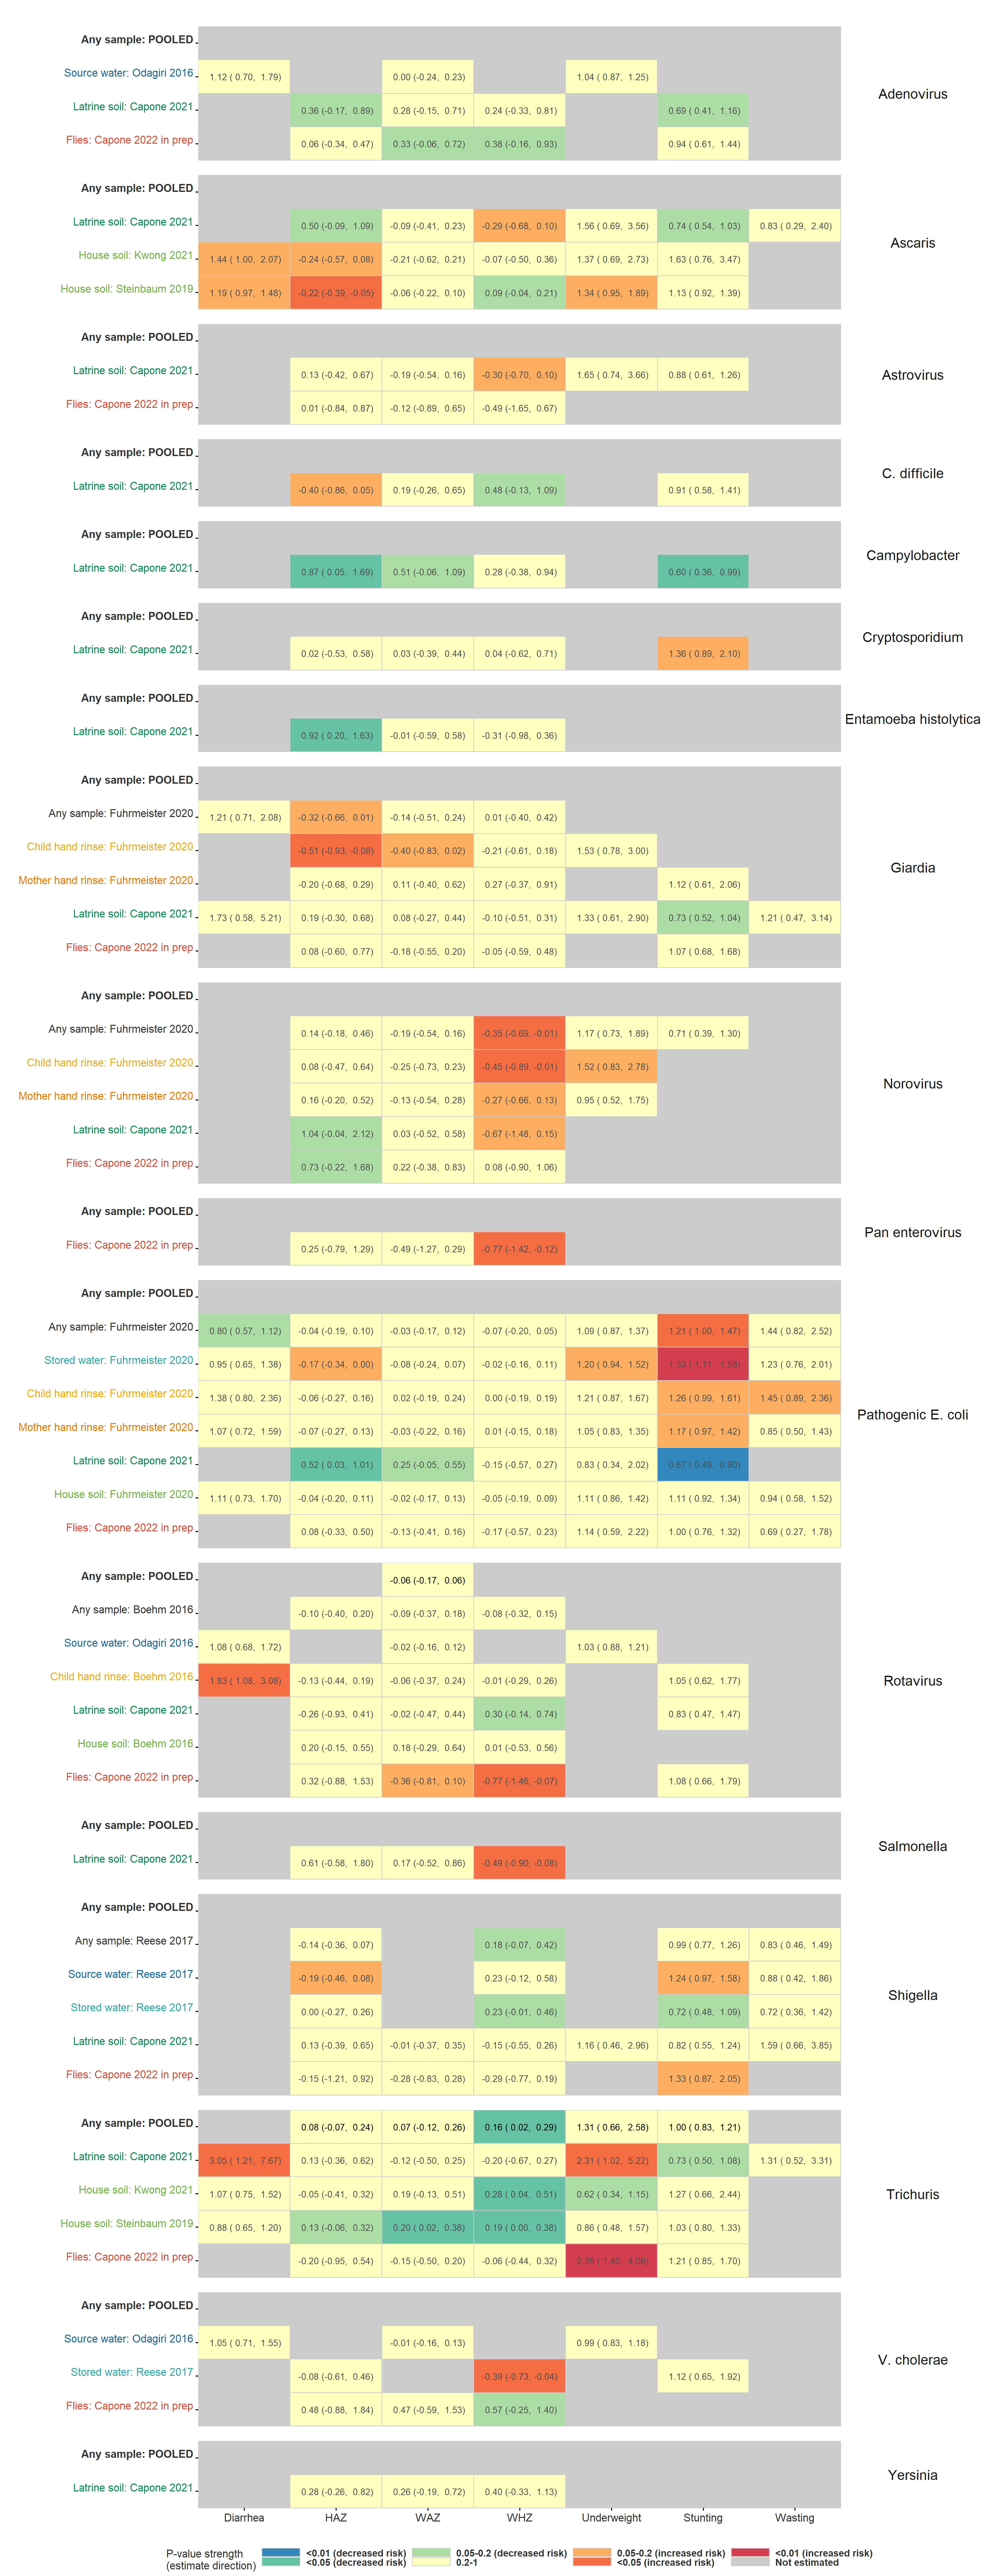 Any sample: POOLED
Source water: Odagiri 2016 1.12 ( 0.70, 1.79) 0.00 (-0.24, 0.23) 1.04 ( 0.87, 1.25)
Latrine soil: Capone 2021 0.36 (-0.17, 0.89) 0.28 (-0.15, 0.71) 0.24 (-0.33, 0.81) 0.69 ( 0.41, 1.16)
Flies: Capone 2022 in prep 0.06 (-0.34, 0.47) 0.33 (-0.06, 0.72) 0.38 (-0.16, 0.93) 0.94 ( 0.61, 1.44)
Adenovirus
Any sample: POOLED
Latrine soil: Capone 2021 0.50 (-0.09, 1.09) -0.09 (-0.41, 0.23) -0.29 (-0.68, 0.10) 1.56 ( 0.69, 3.56) 0.74 ( 0.54, 1.03) 0.83 ( 0.29, 2.40)
House soil: Kwong 2021 1.44 ( 1.00, 2.07) -0.24 (-0.57, 0.08) -0.21 (-0.62, 0.21) -0.07 (-0.50, 0.36) 1.37 ( 0.69, 2.73) 1.63 ( 0.76, 3.47)
House soil: Steinbaum 2019 1.19 ( 0.97, 1.48) -0.22 (-0.39, -0.05) -0.06 (-0.22, 0.10) 0.09 (-0.04, 0.21) 1.34 ( 0.95, 1.89) 1.13 ( 0.92, 1.39)
Ascaris
Any sample: POOLED
Latrine soil: Capone 2021 0.13 (-0.42, 0.67) -0.19 (-0.54, 0.16) -0.30 (-0.70, 0.10) 1.65 ( 0.74, 3.66) 0.88 ( 0.61, 1.26)
Flies: Capone 2022 in prep 0.01 (-0.84, 0.87) -0.12 (-0.89, 0.65) -0.49 (-1.65, 0.67)
Astrovirus
Any sample: POOLED
Latrine soil: Capone 2021 -0.40 (-0.86, 0.05) 0.19 (-0.26, 0.65) 0.48 (-0.13, 1.09) 0.91 ( 0.58, 1.41)
C. difficile
Any sample: POOLED
Latrine soil: Capone 2021 0.87 ( 0.05, 1.69) 0.51 (-0.06, 1.09) 0.28 (-0.38, 0.94) 0.60 ( 0.36, 0.99)
Campylobacter
Any sample: POOLED
Latrine soil: Capone 2021 0.02 (-0.53, 0.58) 0.03 (-0.39, 0.44) 0.04 (-0.62, 0.71) 1.36 ( 0.89, 2.10)
Cryptosporidium
Any sample: POOLED
Latrine soil: Capone 2021 0.92 ( 0.20, 1.63) -0.01 (-0.59, 0.58) -0.31 (-0.98, 0.36)
Entamoeba histolytica
Any sample: POOLED
Any sample: Fuhrmeister 2020 1.21 ( 0.71, 2.08) -0.32 (-0.66, 0.01) -0.14 (-0.51, 0.24) 0.01 (-0.40, 0.42)
Child hand rinse: Fuhrmeister 2020 -0.51 (-0.93, -0.08) -0.40 (-0.83, 0.02) -0.21 (-0.61, 0.18) 1.53 ( 0.78, 3.00)
Mother hand rinse: Fuhrmeister 2020 -0.20 (-0.68, 0.29) 0.11 (-0.40, 0.62) 0.27 (-0.37, 0.91) 1.12 ( 0.61, 2.06)
Latrine soil: Capone 2021 1.73 ( 0.58, 5.21) 0.19 (-0.30, 0.68) 0.08 (-0.27, 0.44) -0.10 (-0.51, 0.31) 1.33 ( 0.61, 2.90) 0.73 ( 0.52, 1.04) 1.21 ( 0.47, 3.14)
Flies: Capone 2022 in prep 0.08 (-0.60, 0.77) -0.18 (-0.55, 0.20) -0.05 (-0.59, 0.48) 1.07 ( 0.68, 1.68)
Giardia
Any sample: POOLED
Any sample: Fuhrmeister 2020 0.14 (-0.18, 0.46) -0.19 (-0.54, 0.16) -0.35 (-0.69, -0.01) 1.17 ( 0.73, 1.89) 0.71 ( 0.39, 1.30)
Child hand rinse: Fuhrmeister 2020 0.08 (-0.47, 0.64) -0.25 (-0.73, 0.23) -0.45 (-0.89, -0.01) 1.52 ( 0.83, 2.78)
Mother hand rinse: Fuhrmeister 2020 0.16 (-0.20, 0.52) -0.13 (-0.54, 0.28) -0.27 (-0.66, 0.13) 0.95 ( 0.52, 1.75)
Latrine soil: Capone 2021 1.04 (-0.04, 2.12) 0.03 (-0.52, 0.58) -0.67 (-1.48, 0.15)
Flies: Capone 2022 in prep 0.73 (-0.22, 1.68) 0.22 (-0.38, 0.83) 0.08 (-0.90, 1.06)
Norovirus
Any sample: POOLED
Flies: Capone 2022 in prep 0.25 (-0.79, 1.29) -0.49 (-1.27, 0.29) -0.77 (-1.42, -0.12)
Pan enterovirus
Any sample: POOLED
Any sample: Fuhrmeister 2020 0.80 ( 0.57, 1.12) -0.04 (-0.19, 0.10) -0.03 (-0.17, 0.12) -0.07 (-0.20, 0.05) 1.09 ( 0.87, 1.37) 1.21 ( 1.00, 1.47) 1.44 ( 0.82, 2.52)
Stored water: Fuhrmeister 2020 0.95 ( 0.65, 1.38) -0.17 (-0.34, 0.00) -0.08 (-0.24, 0.07) -0.02 (-0.16, 0.11) 1.20 ( 0.94, 1.52) 1.33 ( 1.11, 1.58) 1.23 ( 0.76, 2.01)
Child hand rinse: Fuhrmeister 2020 1.38 ( 0.80, 2.36) -0.06 (-0.27, 0.16) 0.02 (-0.19, 0.24) 0.00 (-0.19, 0.19) 1.21 ( 0.87, 1.67) 1.26 ( 0.99, 1.61) 1.45 ( 0.89, 2.36)
Mother hand rinse: Fuhrmeister 2020 1.07 ( 0.72, 1.59) -0.07 (-0.27, 0.13) -0.03 (-0.22, 0.16) 0.01 (-0.15, 0.18) 1.05 ( 0.83, 1.35) 1.17 ( 0.97, 1.42) 0.85 ( 0.50, 1.43)
Latrine soil: Capone 2021 0.52 ( 0.03, 1.01) 0.25 (-0.05, 0.55) -0.15 (-0.57, 0.27) 0.83 ( 0.34, 2.02) 0.67 ( 0.49, 0.90)
House soil: Fuhrmeister 2020 1.11 ( 0.73, 1.70) -0.04 (-0.20, 0.11) -0.02 (-0.17, 0.13) -0.05 (-0.19, 0.09) 1.11 ( 0.86, 1.42) 1.11 ( 0.92, 1.34) 0.94 ( 0.58, 1.52)
Flies: Capone 2022 in prep 0.08 (-0.33, 0.50) -0.13 (-0.41, 0.16) -0.17 (-0.57, 0.23) 1.14 ( 0.59, 2.22) 1.00 ( 0.76, 1.32) 0.69 ( 0.27, 1.78)
Pathogenic E. coli
Any sample: POOLED -0.06 (-0.17, 0.06)
Any sample: Boehm 2016 -0.10 (-0.40, 0.20) -0.09 (-0.37, 0.18) -0.08 (-0.32, 0.15)
Source water: Odagiri 2016 1.08 ( 0.68, 1.72) -0.02 (-0.16, 0.12) 1.03 ( 0.88, 1.21)
Child hand rinse: Boehm 2016 1.83 ( 1.08, 3.08) -0.13 (-0.44, 0.19) -0.06 (-0.37, 0.24) -0.01 (-0.29, 0.26) 1.05 ( 0.62, 1.77)
Latrine soil: Capone 2021 -0.26 (-0.93, 0.41) -0.02 (-0.47, 0.44) 0.30 (-0.14, 0.74) 0.83 ( 0.47, 1.47)
House soil: Boehm 2016 0.20 (-0.15, 0.55) 0.18 (-0.29, 0.64) 0.01 (-0.53, 0.56)
Flies: Capone 2022 in prep 0.32 (-0.88, 1.53) -0.36 (-0.81, 0.10) -0.77 (-1.46, -0.07) 1.08 ( 0.66, 1.79)
Rotavirus
Any sample: POOLED
Latrine soil: Capone 2021 0.61 (-0.58, 1.80) 0.17 (-0.52, 0.86) -0.49 (-0.90, -0.08)
Salmonella
Any sample: POOLED
Any sample: Reese 2017 -0.14 (-0.36, 0.07) 0.18 (-0.07, 0.42) 0.99 ( 0.77, 1.26) 0.83 ( 0.46, 1.49)
Source water: Reese 2017 -0.19 (-0.46, 0.08) 0.23 (-0.12, 0.58) 1.24 ( 0.97, 1.58) 0.88 ( 0.42, 1.86)
Stored water: Reese 2017 0.00 (-0.27, 0.26) 0.23 (-0.01, 0.46) 0.72 ( 0.48, 1.09) 0.72 ( 0.36, 1.42)
Latrine soil: Capone 2021 0.13 (-0.39, 0.65) -0.01 (-0.37, 0.35) -0.15 (-0.55, 0.26) 1.16 ( 0.46, 2.96) 0.82 ( 0.55, 1.24) 1.59 ( 0.66, 3.85)
Flies: Capone 2022 in prep -0.15 (-1.21, 0.92) -0.28 (-0.83, 0.28) -0.29 (-0.77, 0.19) 1.33 ( 0.87, 2.05)
Shigella
Any sample: POOLED 0.08 (-0.07, 0.24) 0.07 (-0.12, 0.26) 0.16 ( 0.02, 0.29) 1.31 ( 0.66, 2.58) 1.00 ( 0.83, 1.21)
Latrine soil: Capone 2021 3.05 ( 1.21, 7.67) 0.13 (-0.36, 0.62) -0.12 (-0.50, 0.25) -0.20 (-0.67, 0.27) 2.31 ( 1.02, 5.22) 0.73 ( 0.50, 1.08) 1.31 ( 0.52, 3.31)
House soil: Kwong 2021 1.07 ( 0.75, 1.52) -0.05 (-0.41, 0.32) 0.19 (-0.13, 0.51) 0.28 ( 0.04, 0.51) 0.62 ( 0.34, 1.15) 1.27 ( 0.66, 2.44)
House soil: Steinbaum 2019 0.88 ( 0.65, 1.20) 0.13 (-0.06, 0.32) 0.20 ( 0.02, 0.38) 0.19 ( 0.00, 0.38) 0.86 ( 0.48, 1.57) 1.03 ( 0.80, 1.33)
Flies: Capone 2022 in prep -0.20 (-0.95, 0.54) -0.15 (-0.50, 0.20) -0.06 (-0.44, 0.32) 2.39 ( 1.40, 4.06) 1.21 ( 0.85, 1.70)
Trichuris
Any sample: POOLED
Source water: Odagiri 2016 1.05 ( 0.71, 1.55) -0.01 (-0.16, 0.13) 0.99 ( 0.83, 1.18)
Stored water: Reese 2017 -0.08 (-0.61, 0.46) -0.39 (-0.73, -0.04) 1.12 ( 0.65, 1.92)
Flies: Capone 2022 in prep 0.48 (-0.88, 1.84) 0.47 (-0.59, 1.53) 0.57 (-0.25, 1.40)
V. cholerae
Any sample: POOLED
Latrine soil: Capone 2021 0.28 (-0.26, 0.82) 0.26 (-0.19, 0.72) 0.40 (-0.33, 1.13)
Yersinia
Diarrhea HAZ WAZ WHZ Underweight Stunting Wasting
P-value strength <0.01 (decreased risk) 0.05-0.2 (decreased risk) 0.05-0.2 (increased risk) <0.01 (increased risk)
(estimate direction) <0.05 (decreased risk) 0.2-1 <0.05 (increased risk) Not estimated